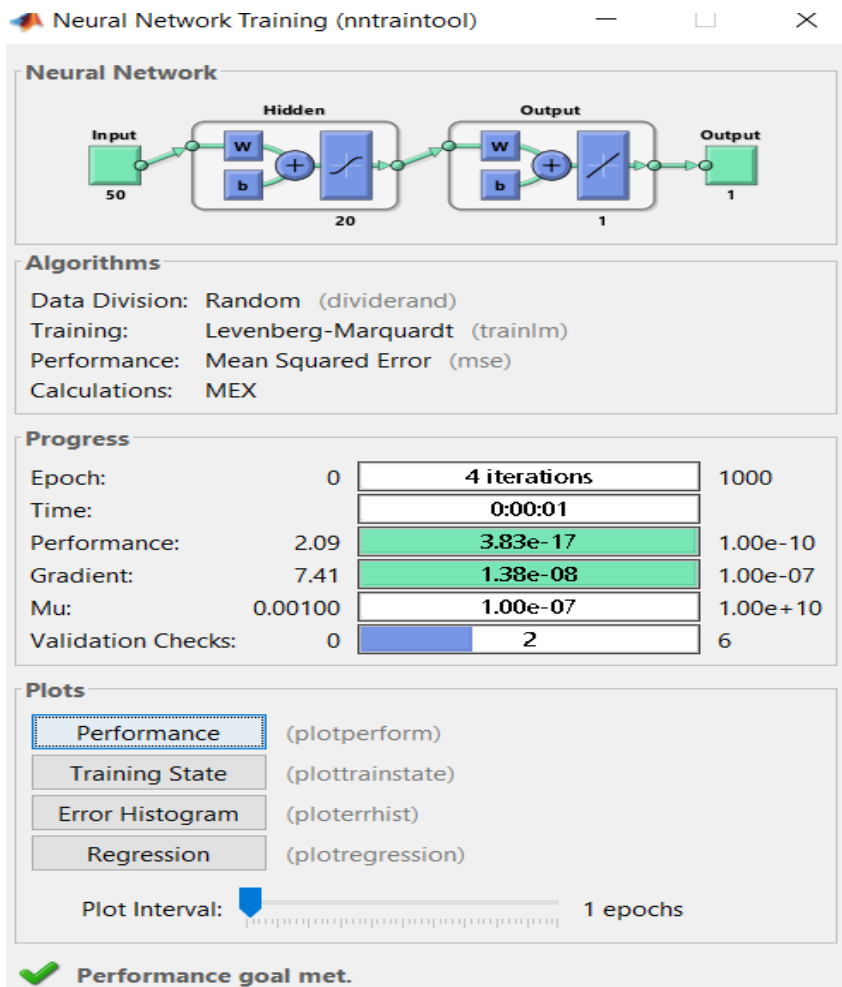 Neural Network Training (nntraintool)
Neural Network
Hidden
Output
Input
W
b
W
b
Output
50
20
1
1
Algorithms
Data Division: Random (dividerand)
Training: Levenberg-Marquardt (trainlm)
Performance: Mean Squared Error (mse)
Calculations: MEX
Progress
Epoch: 0 4 iterations 1000
Time: 0:00:01
Performance: 2.09 3.83e-17 1.00e-10
Gradient: 7.41 1.38e-08 1.00e-07
Mu: 0.00100 1.00e-07 1.00e+10
Validation Checks: 0 2 6
Plots
Performance (plotperform)
Training State (plottrainstate)
Error Histogram (ploterrhist)
Regression (plotregression)
Plot Interval: 1 epochs
Performance goal met.